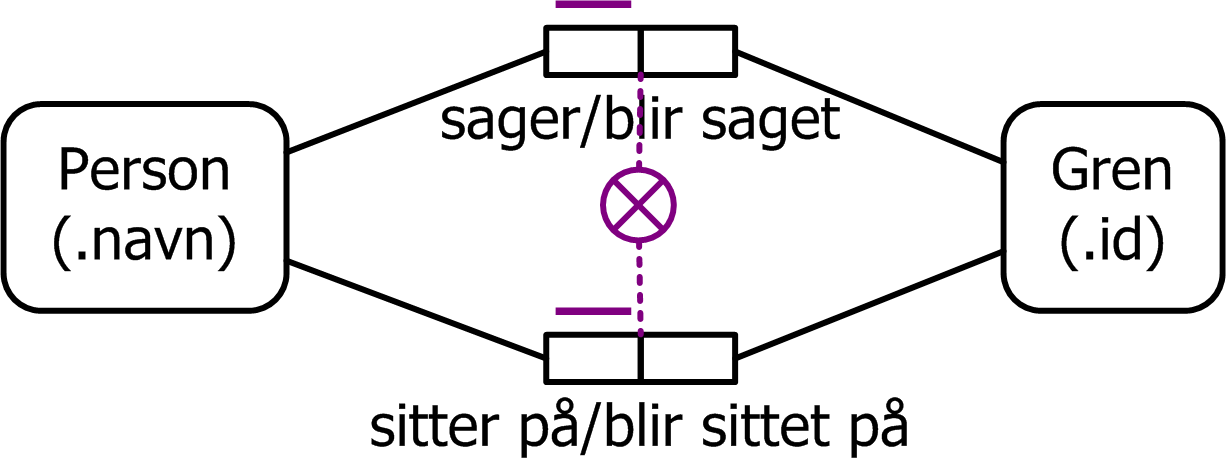 sager/blir saget
Person
(.navn)
Gren
(.id)
sitter på/blir sittet på